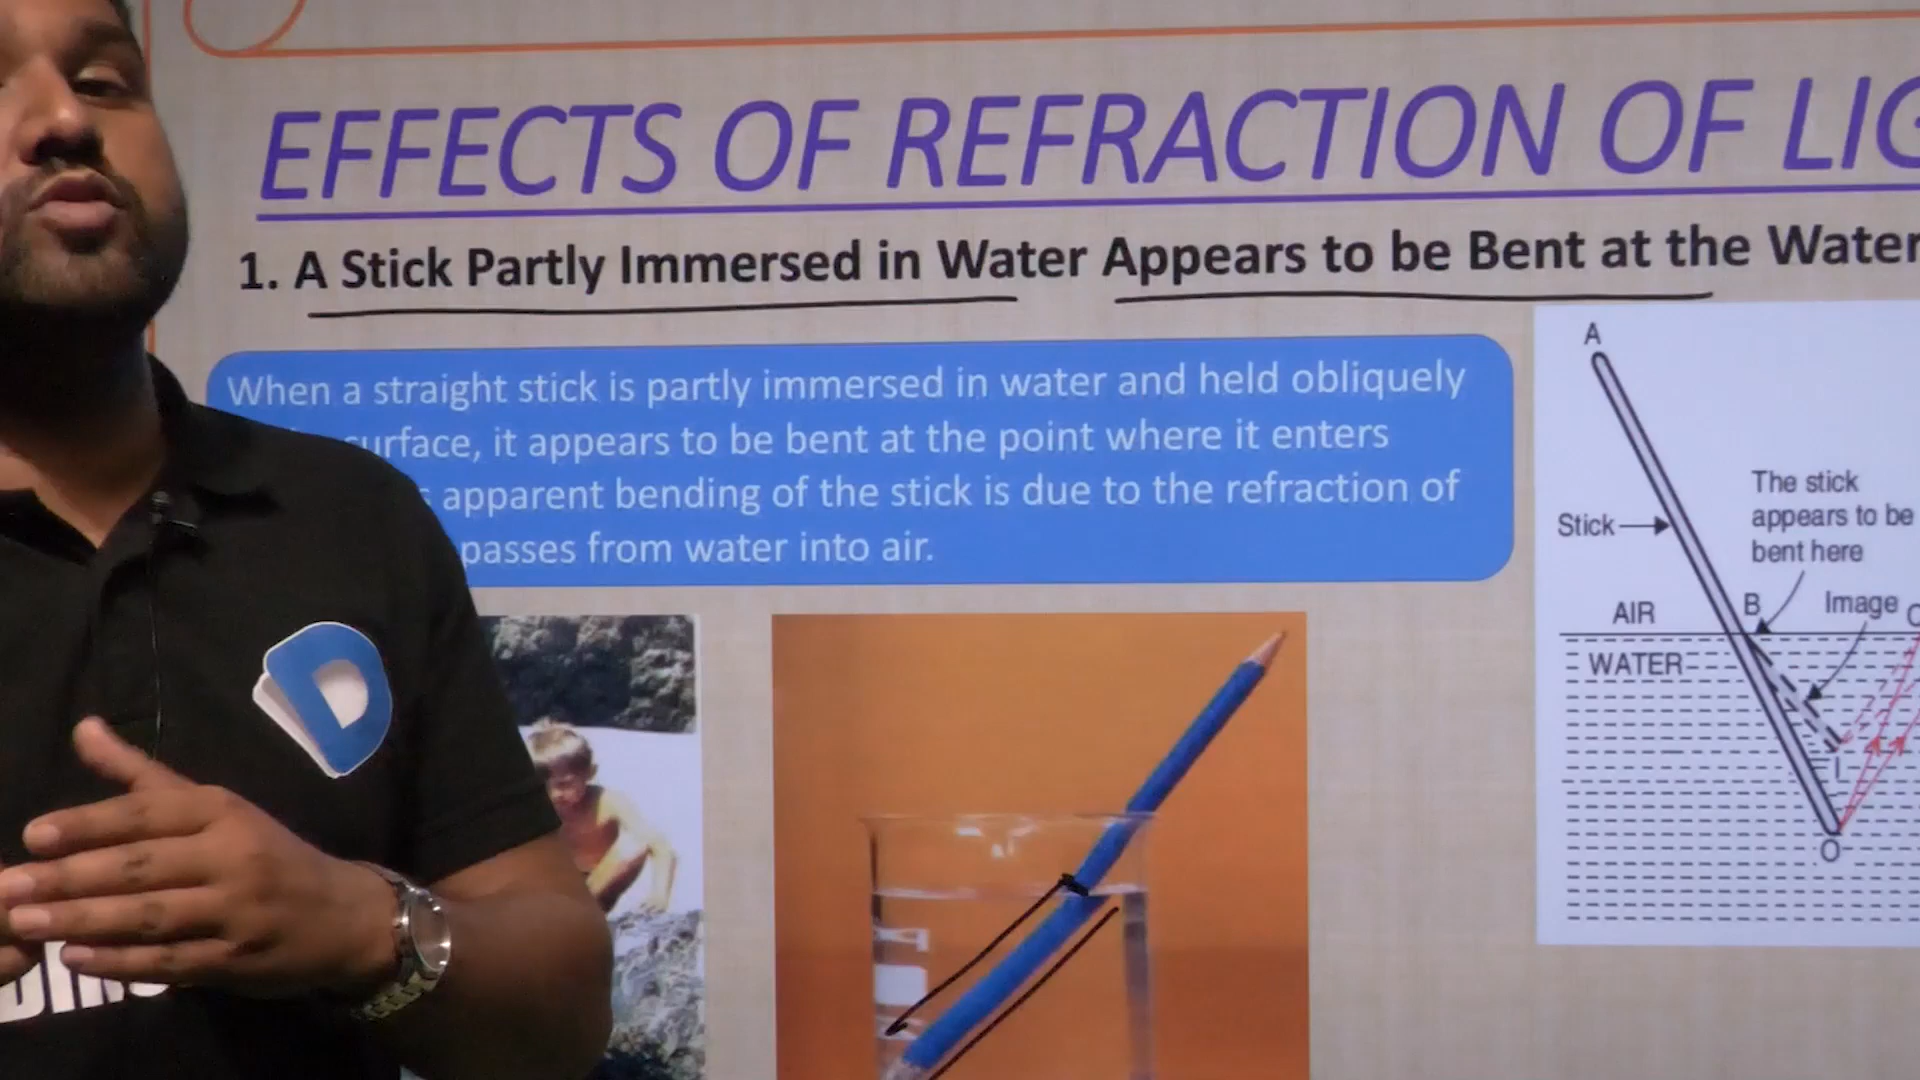 EFFECTS OF REFRACTION OF
1. A Stick Partly Immersed in Water Appears to be Bent at the Water
When a straight stick is partly immersed in water and held obliquely
surface, it appears to be bent at the point where it enters
apparent bending of the stick is due to the refraction of
passes from water into air.
A
The stick
appears to be
bent here
Stick
B
Image
AIR
WATER
I
O
D